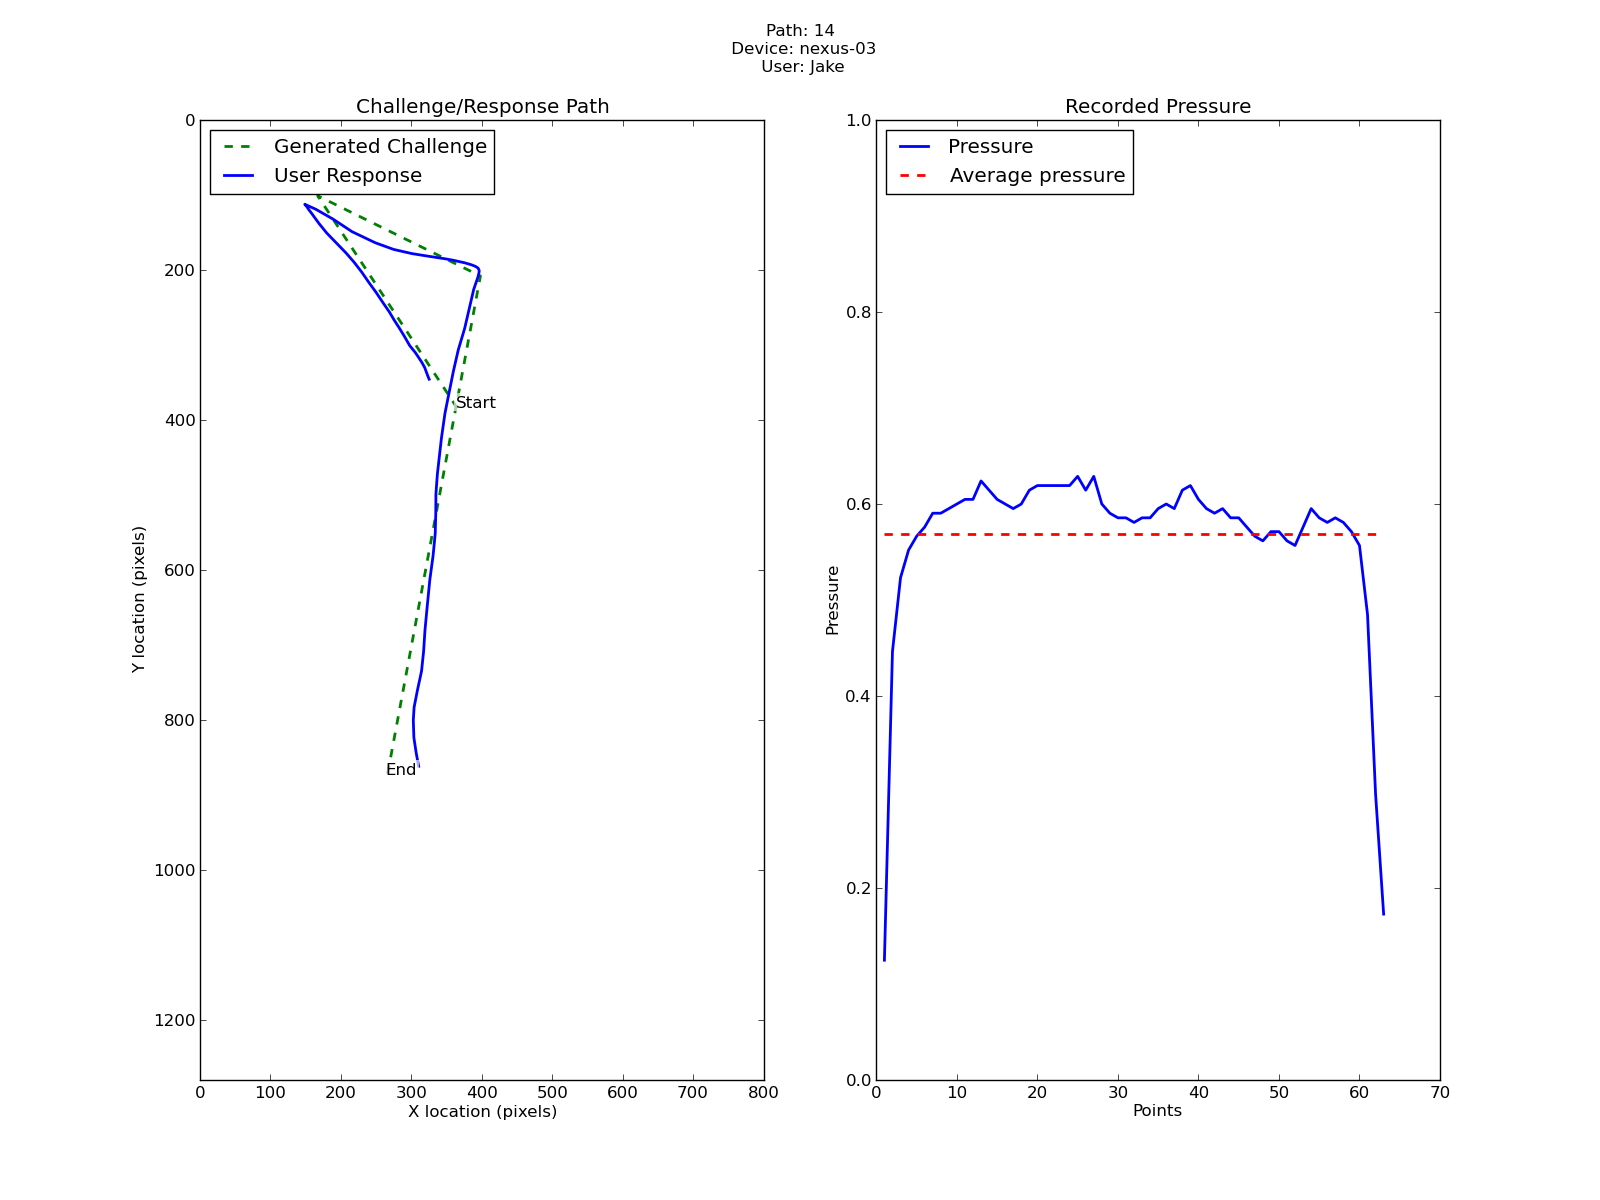 Path: 14
Device: nexus-03
User: Jake
Challenge/Response Path
Generated Challenge
User Response
Start
End
0
200
400
600
800
1000
1200
Y location (pixels)
0 100 200 300 400 500 600 700 800
X location (pixels)
Recorded Pressure
Pressure
Average pressure
1.0
0.8
0.6
0.4
0.2
0.0
Pressure
0 10 20 30 40 50 60 70
Points